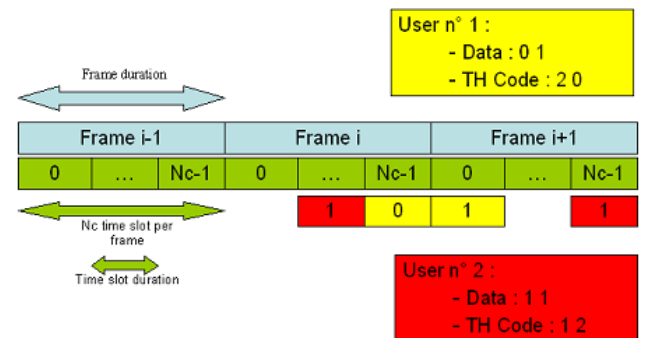 User n° 1 :
- Data : 0 1
- TH Code : 2 0
Frame duration
Frame i-1 Frame i Frame i+1
0 ... Nc-1 0 ... Nc-1 0 ... Nc-1
1 0 1 1
Nc time slot per
frame
Time slot duration
User n° 2 :
- Data : 1 1
- TH Code : 1 2